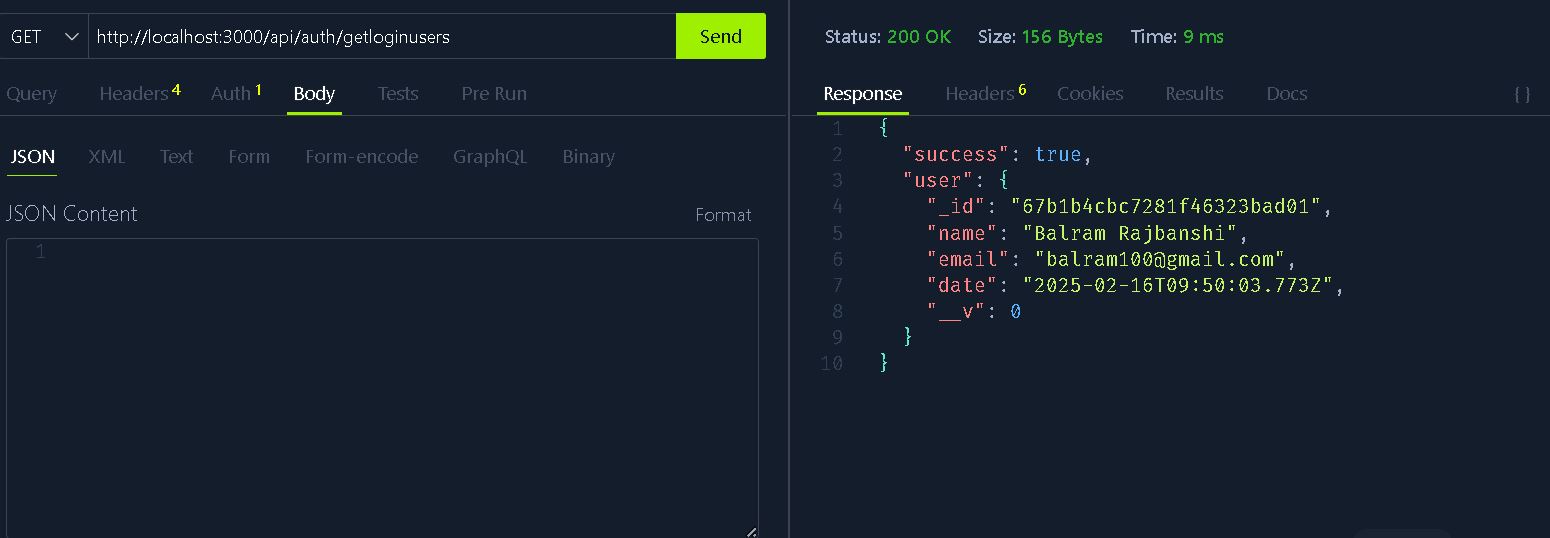 GET http://localhost:3000/api/auth/getloginusers Send
Query Headers 4 Auth 1 Body Tests Pre Run
JSON XML Text Form Form-encode GraphQL Binary
JSON Content Format
1
Status: 200 OK Size: 156 Bytes Time: 9 ms
Response Headers 6 Cookies Results Docs { }
1 {
2 "success": true,
3 "user": {
4 "_id": "67b1b4cbc7281f46323bad01",
5 "name": "Balram Rajbanshi",
6 "email": "balram100@gmail.com",
7 "date": "2025-02-16T09:50:03.773Z",
8 "__v": 0
9 }
10 }